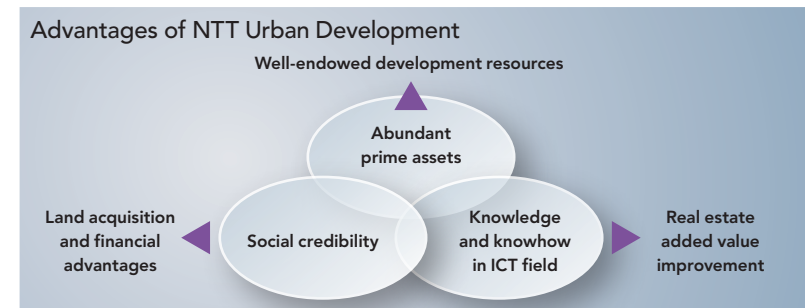 Advantages of NTT Urban Development
Well-endowed development resources
Abundant
prime assets
Land acquisition
and financial
advantages
Social credibility
Knowledge
and knowhow
in ICT field
Real estate
added value
improvement